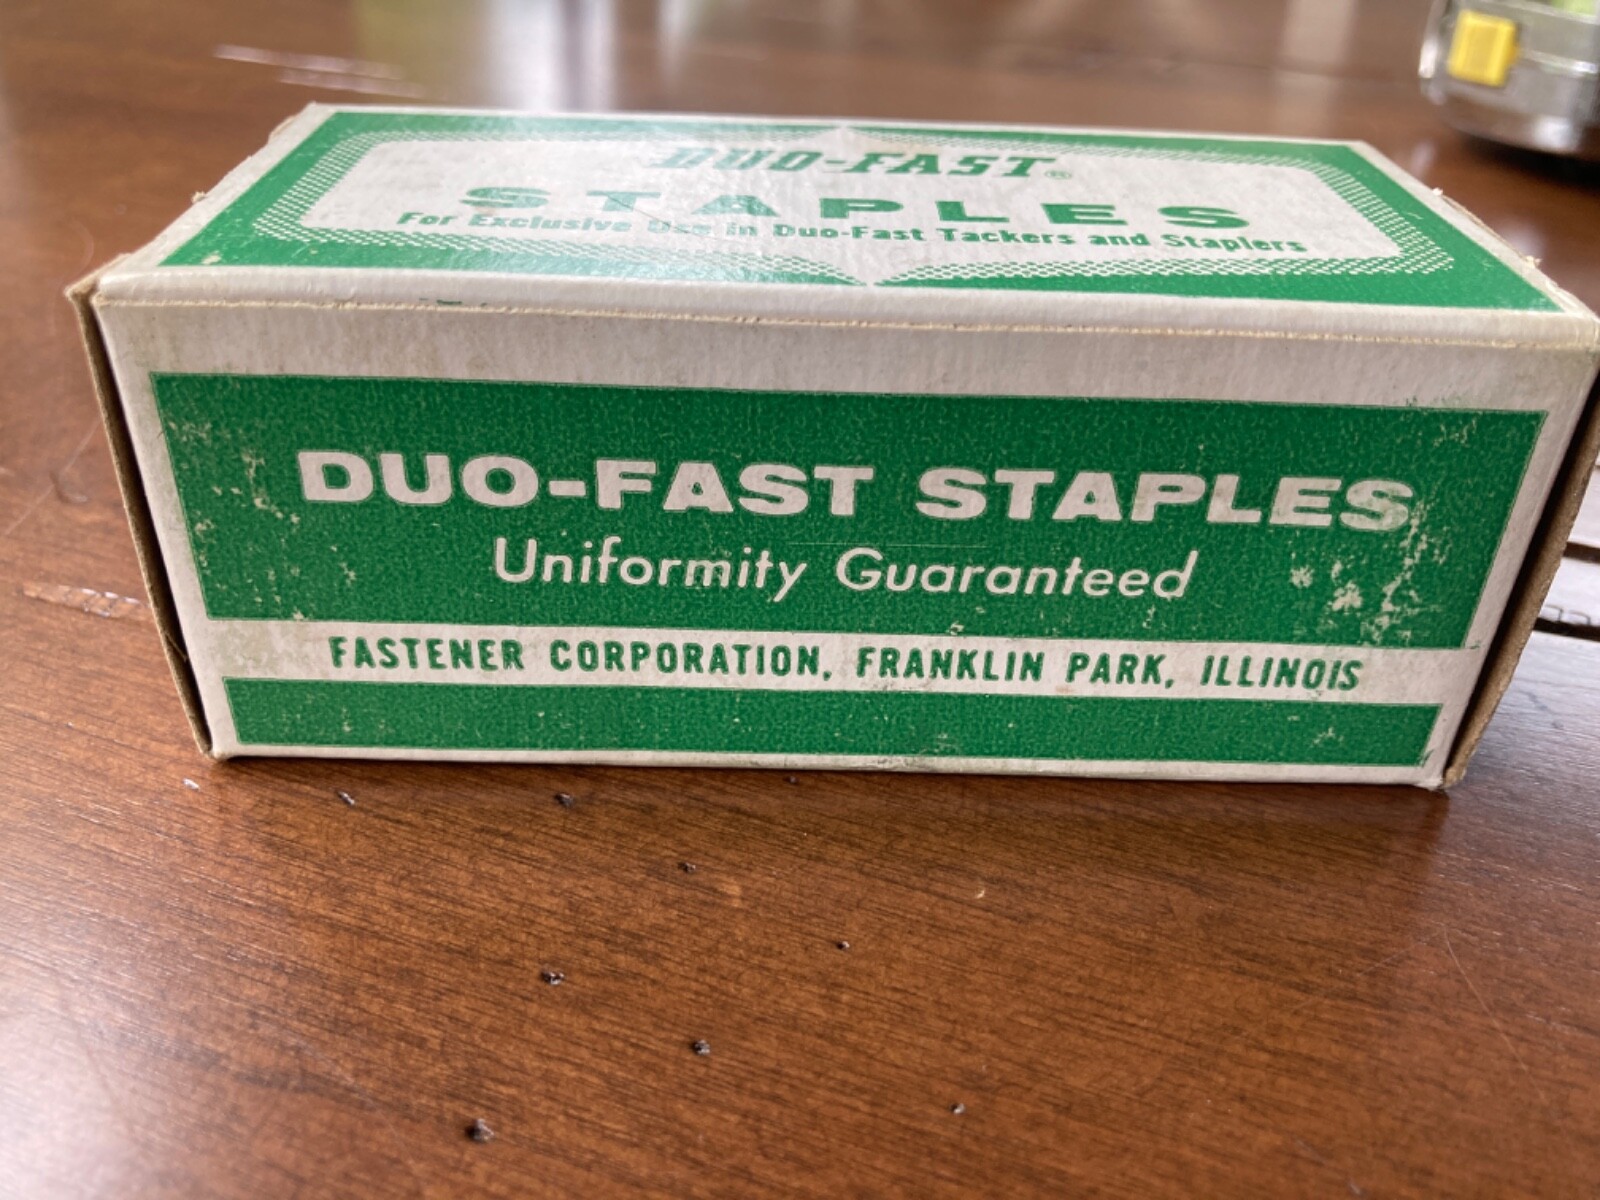 DUO-FAST®
STAPLES
For Exclusive Use in Duo-Fast Tackers and Staplers
DUO-FAST STAPLES
Uniformity Guaranteed
FASTENER CORPORATION, FRANKLIN PARK, ILLINOIS